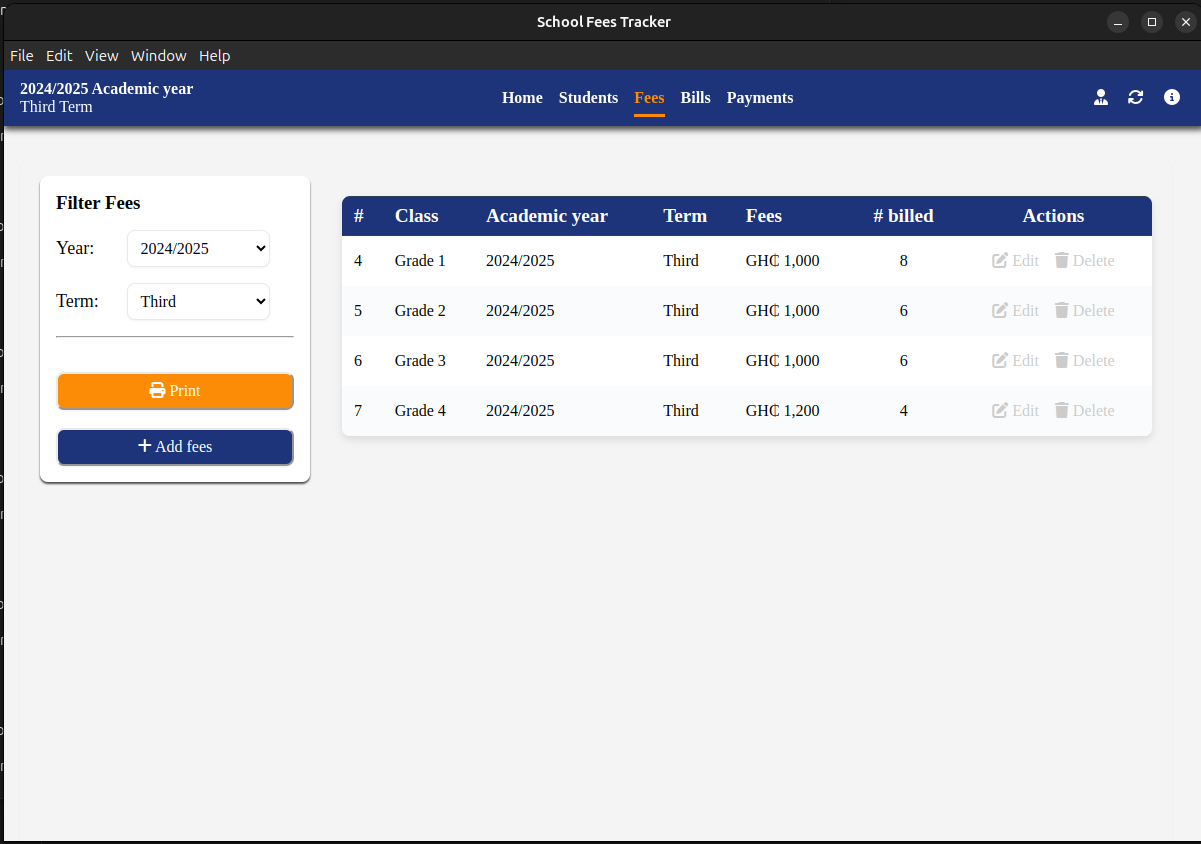 School Fees Tracker
File Edit View Window Help
2024/2025 Academic year
Third Term
Home Students Fees Bills Payments
Filter Fees
Year: 2024/2025
Term: Third
Print
+ Add fees
# Class Academic year Term Fees # billed Actions
4 Grade 1 2024/2025 Third GH₵ 1,000 8 Edit Delete
5 Grade 2 2024/2025 Third GH₵ 1,000 6 Edit Delete
6 Grade 3 2024/2025 Third GH₵ 1,000 6 Edit Delete
7 Grade 4 2024/2025 Third GH₵ 1,200 4 Edit Delete